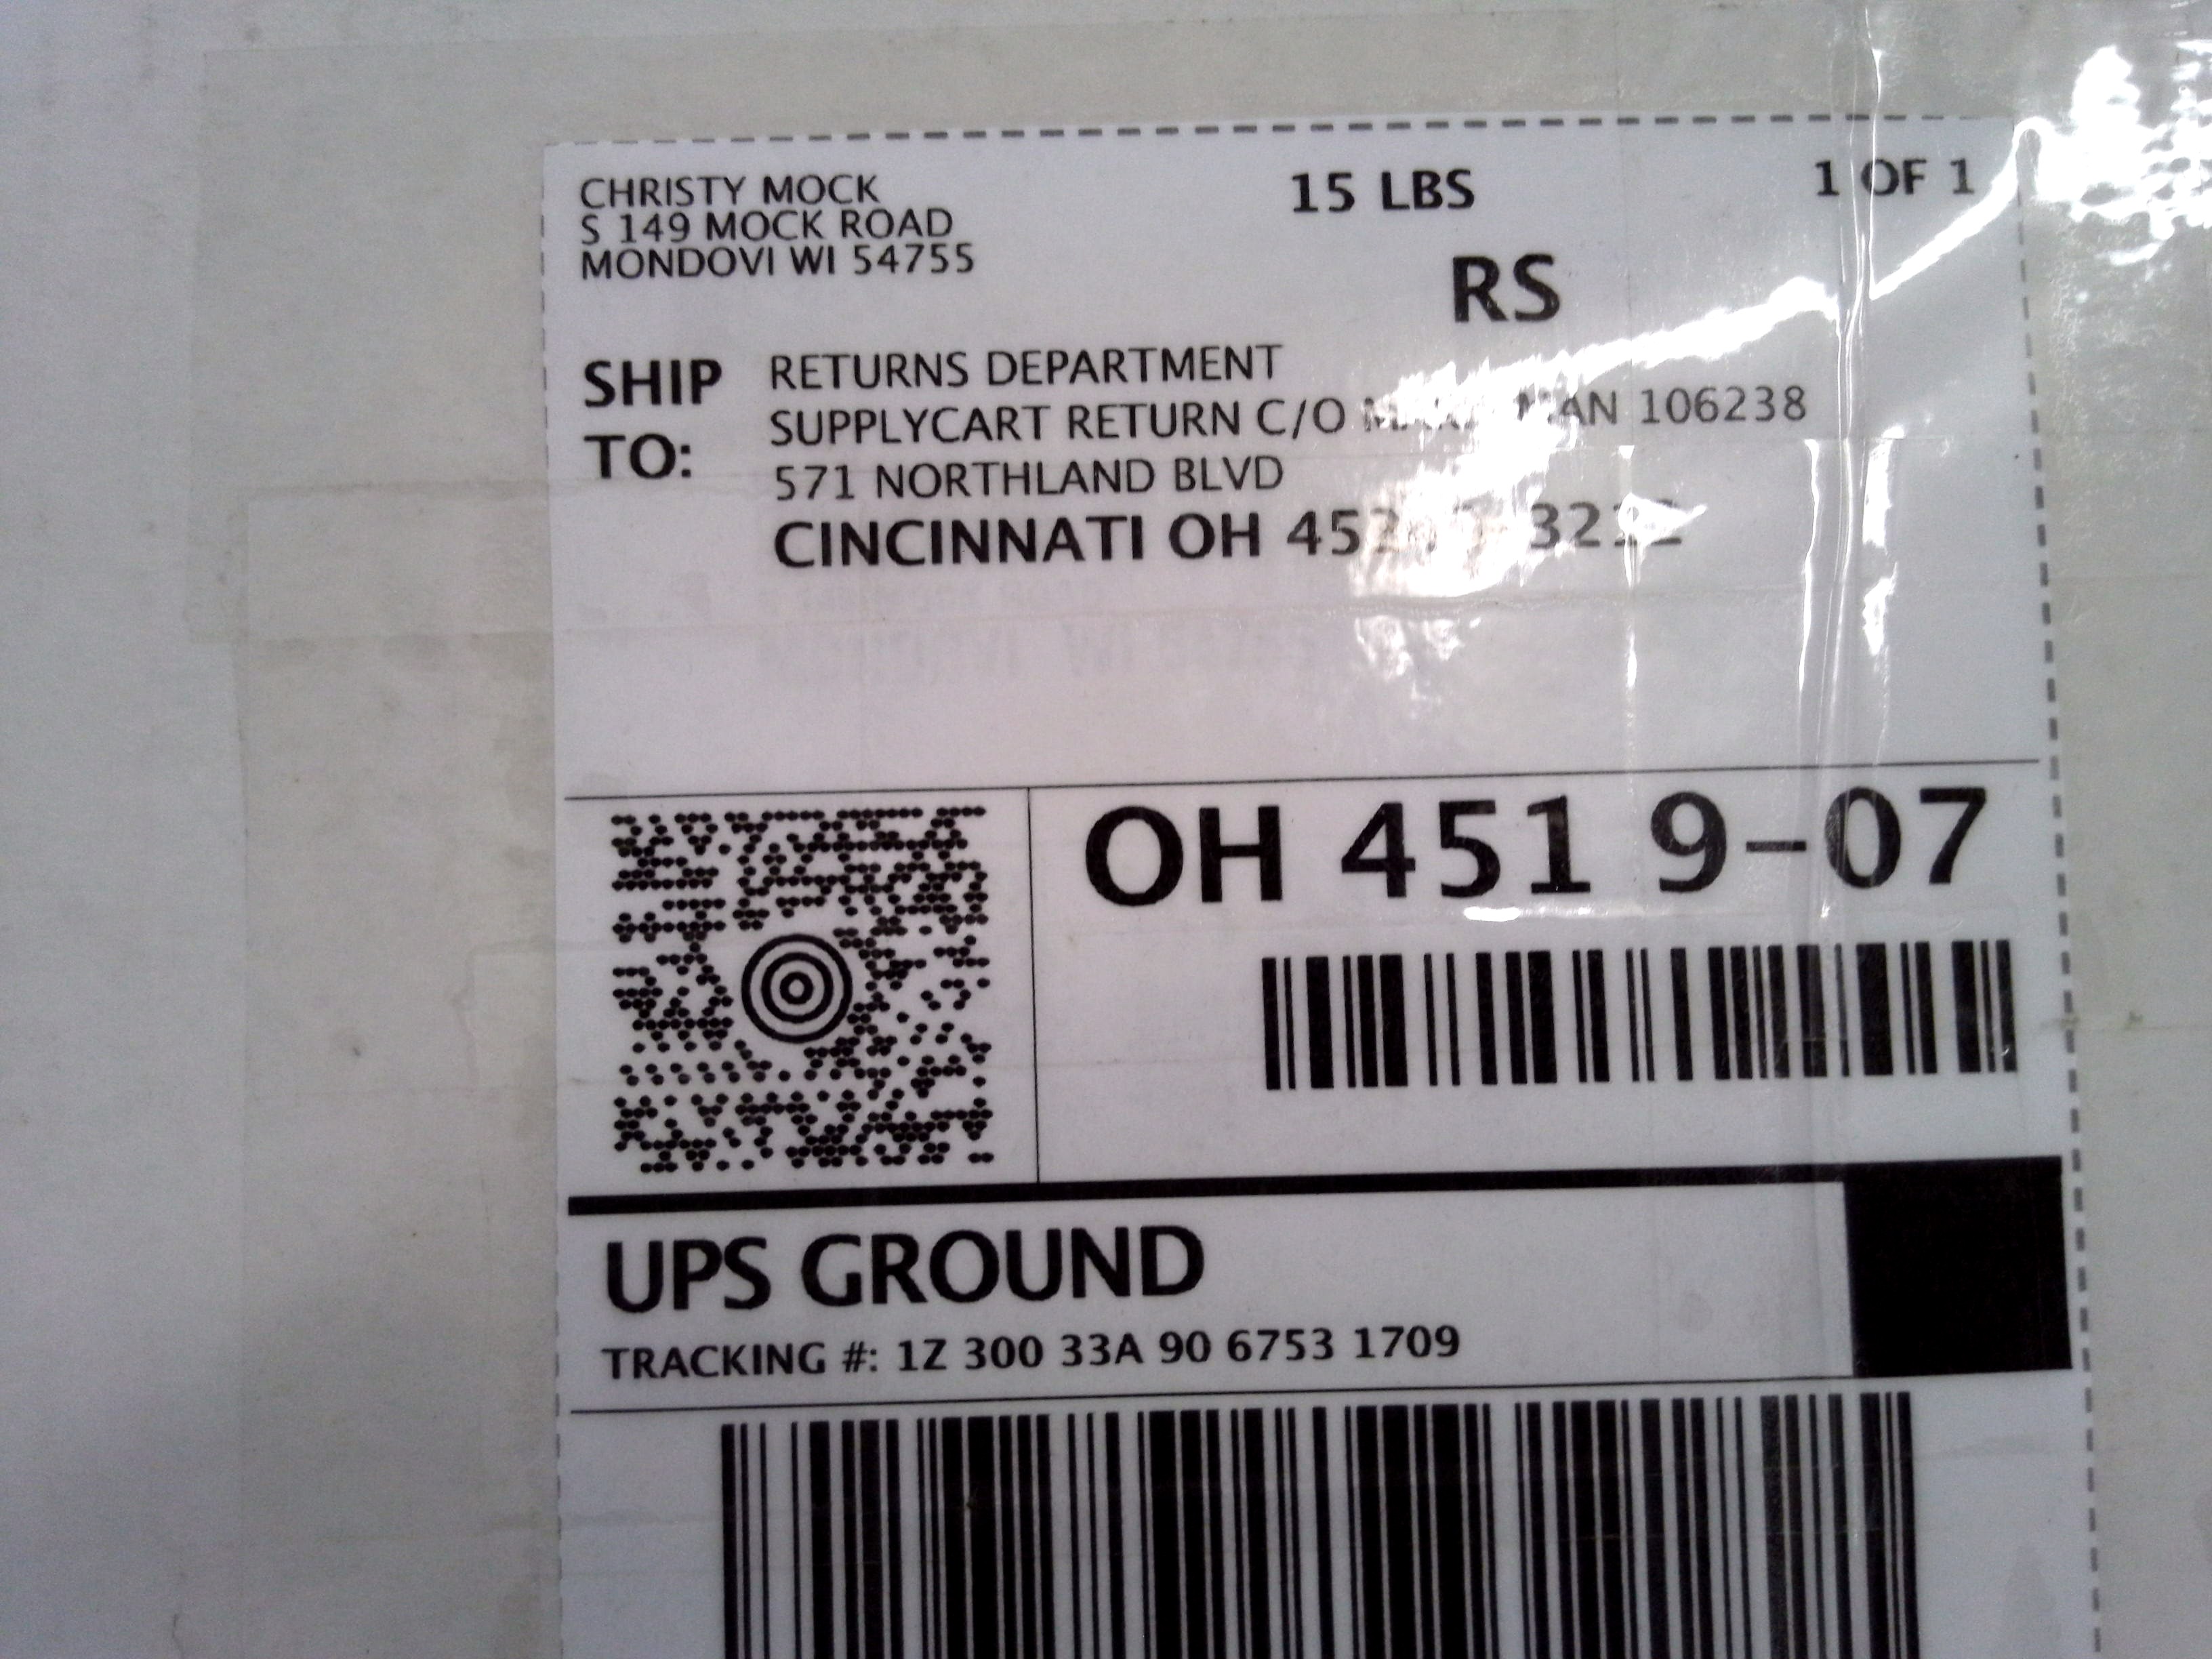 CHRISTY MOCK
S 149 MOCK ROAD
MONDOVI WI 54755
15 LBS
1 OF 1
RS
SHIP TO:
RETURNS DEPARTMENT
SUPPLYCART RETURN C/O 106238
571 NORTHLAND BLVD
CINCINNATI OH
OH 451 9-07
UPS GROUND
TRACKING #: 1Z 300 33A 90 6753 1709